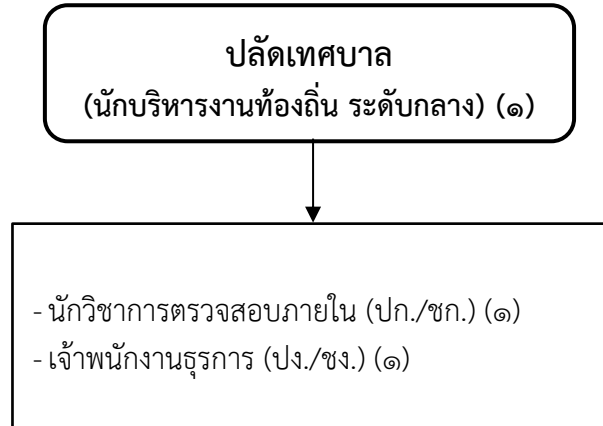 ปลัดเทศบาล
(นักบริหารงานท้องถิ่น ระดับกลาง) (๑)
- นักวิชาการตรวจสอบภายใน (ปก./ชก.) (๑)
- เจ้าพนักงานธุรการ (ปง./ชง.) (๑)